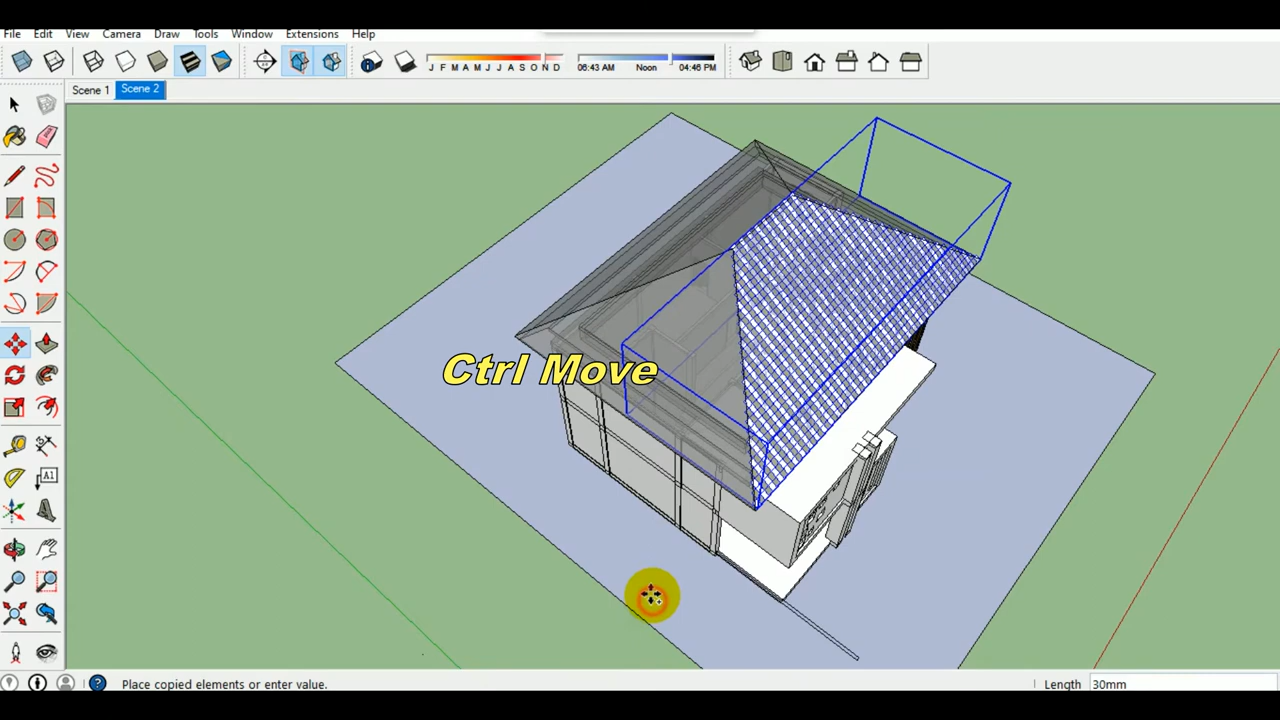 File Edit View Camera Draw Tools Window Extensions Help
J F M A M J J A S O N D
06:43 AM Noon 04:46 PM
Scene 1 Scene 2
A1
Ctrl Move
Place copied elements or enter value.
Length 30mm